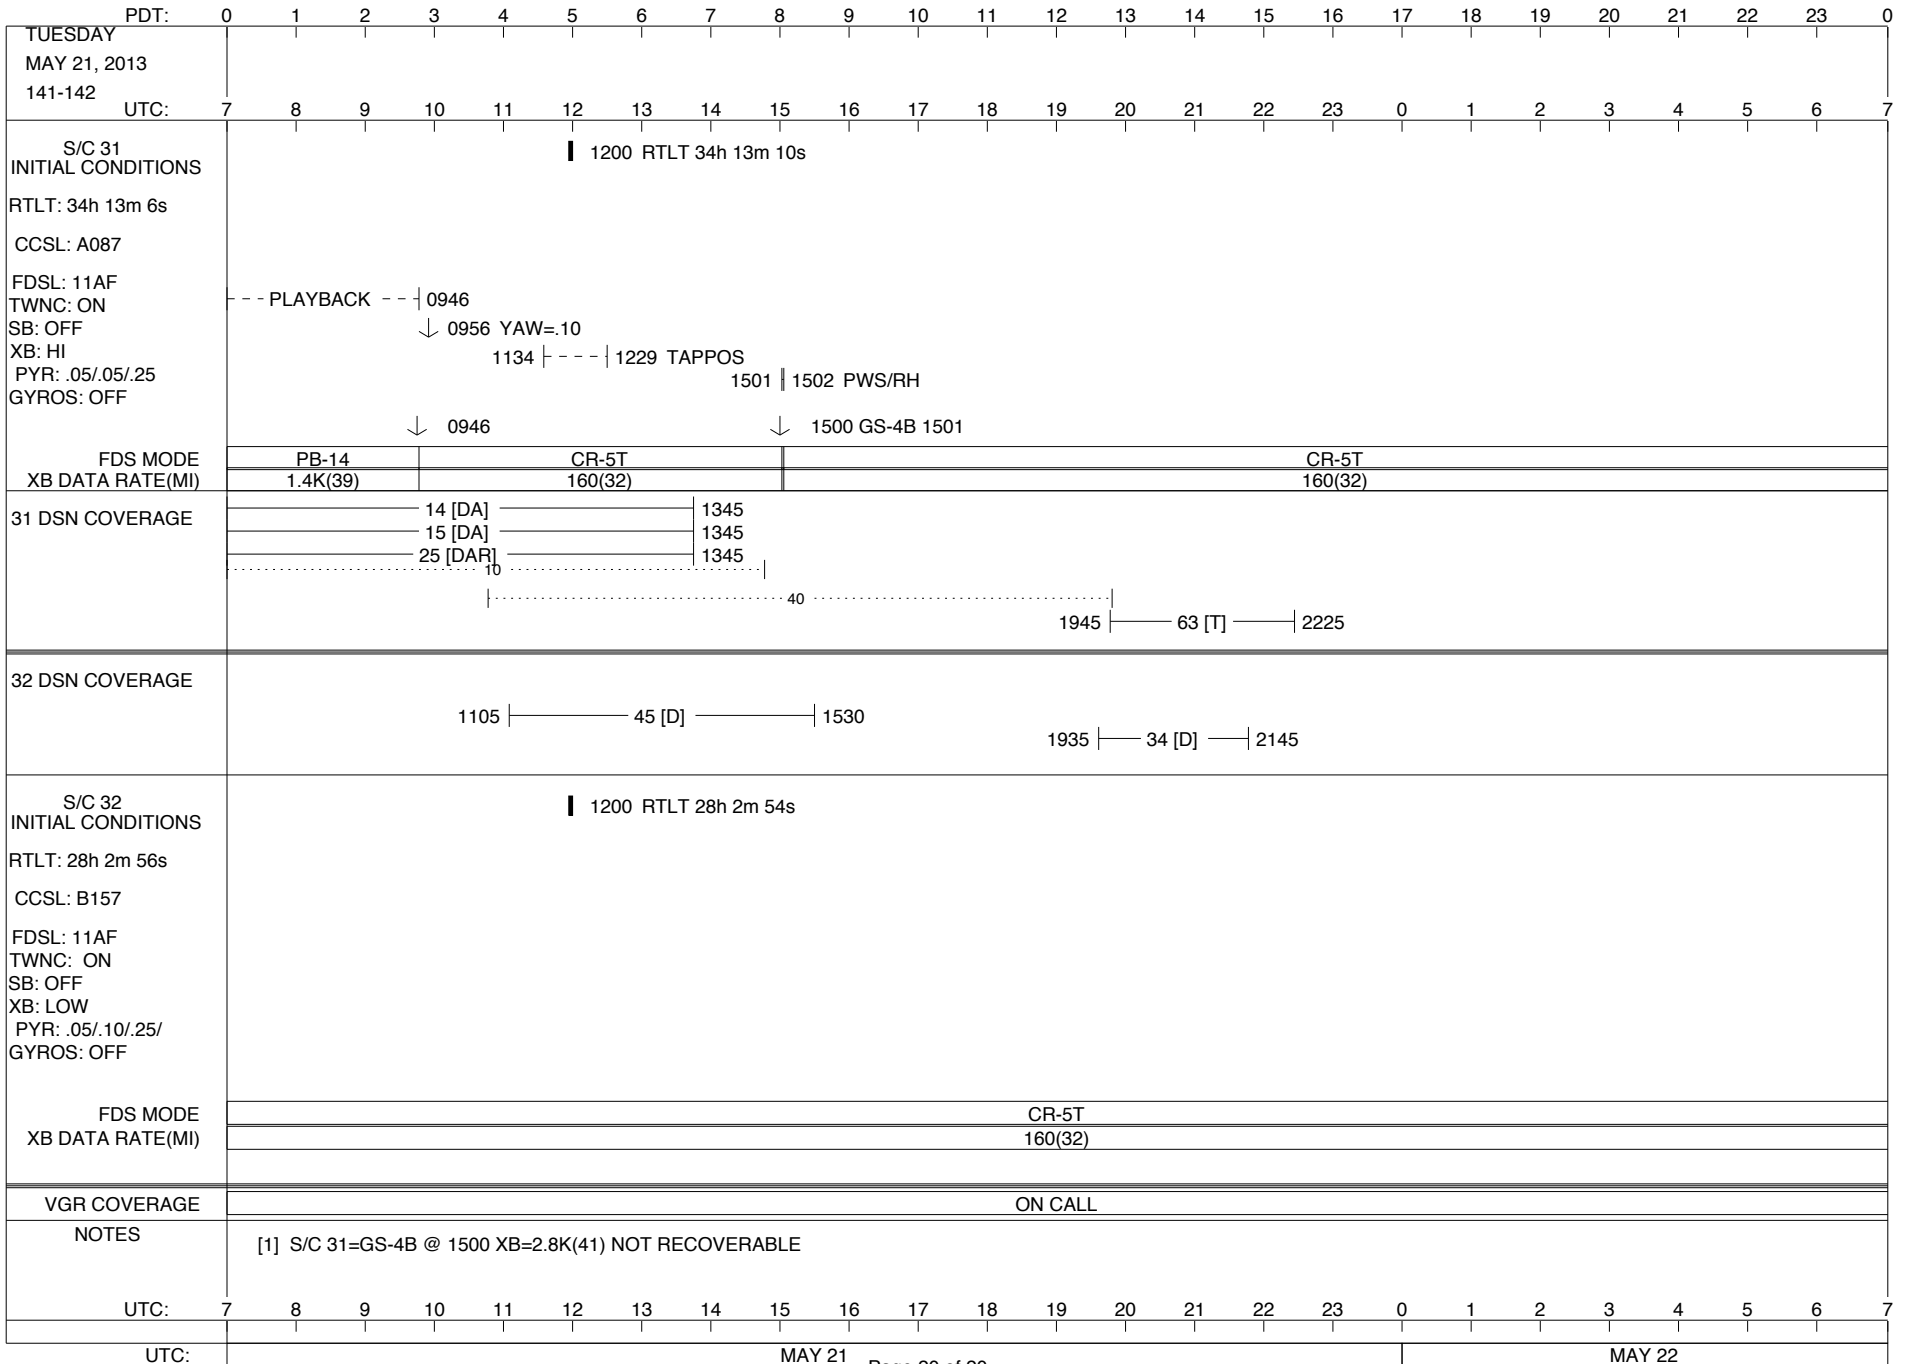 PDT: 0 1 2 3 4 5 6 7 8 9 10 11 12 13 14 15 16 17 18 19 20 21 22 23 0
TUESDAY
MAY 21, 2013
141-142
UTC: 7 8 9 10 11 12 13 14 15 16 17 18 19 20 21 22 23 0 1 2 3 4 5 6 7
S/C 31
INITIAL CONDITIONS
1200 RTLT 34h 13m 10s
RTLT: 34h 13m 6s
CCSL: A087
FDSL: 11AF
TWNC: ON
PLAYBACK 0946
SB: OFF
0956 YAW=.10
XB: HI
1134 1229 TAPPOS
PYR: .05/.05/.25
1501 1502 PWS/RH
GYROS: OFF
0946 1500 GS-4B 1501
FDS MODE PB-14 CR-5T CR-5T
XB DATA RATE(MI) 1.4K(39) 160(32) 160(32)
31 DSN COVERAGE
14 [DA] 1345
15 [DA] 1345
25 [DAR] 1345
10
40
1945 63 [T] 2225
32 DSN COVERAGE
1105 45 [D] 1530
1935 34 [D] 2145
S/C 32
INITIAL CONDITIONS
1200 RTLT 28h 2m 54s
RTLT: 28h 2m 56s
CCSL: B157
FDSL: 11AF
TWNC: ON
SB: OFF
XB: LOW
PYR: .05/.10/.25/
GYROS: OFF
FDS MODE CR-5T
XB DATA RATE(MI) 160(32)
VGR COVERAGE ON CALL
NOTES
[1] S/C 31=GS-4B @ 1500 XB=2.8K(41) NOT RECOVERABLE
UTC: 7 8 9 10 11 12 13 14 15 16 17 18 19 20 21 22 23 0 1 2 3 4 5 6 7
UTC: MAY 21 MAY 22